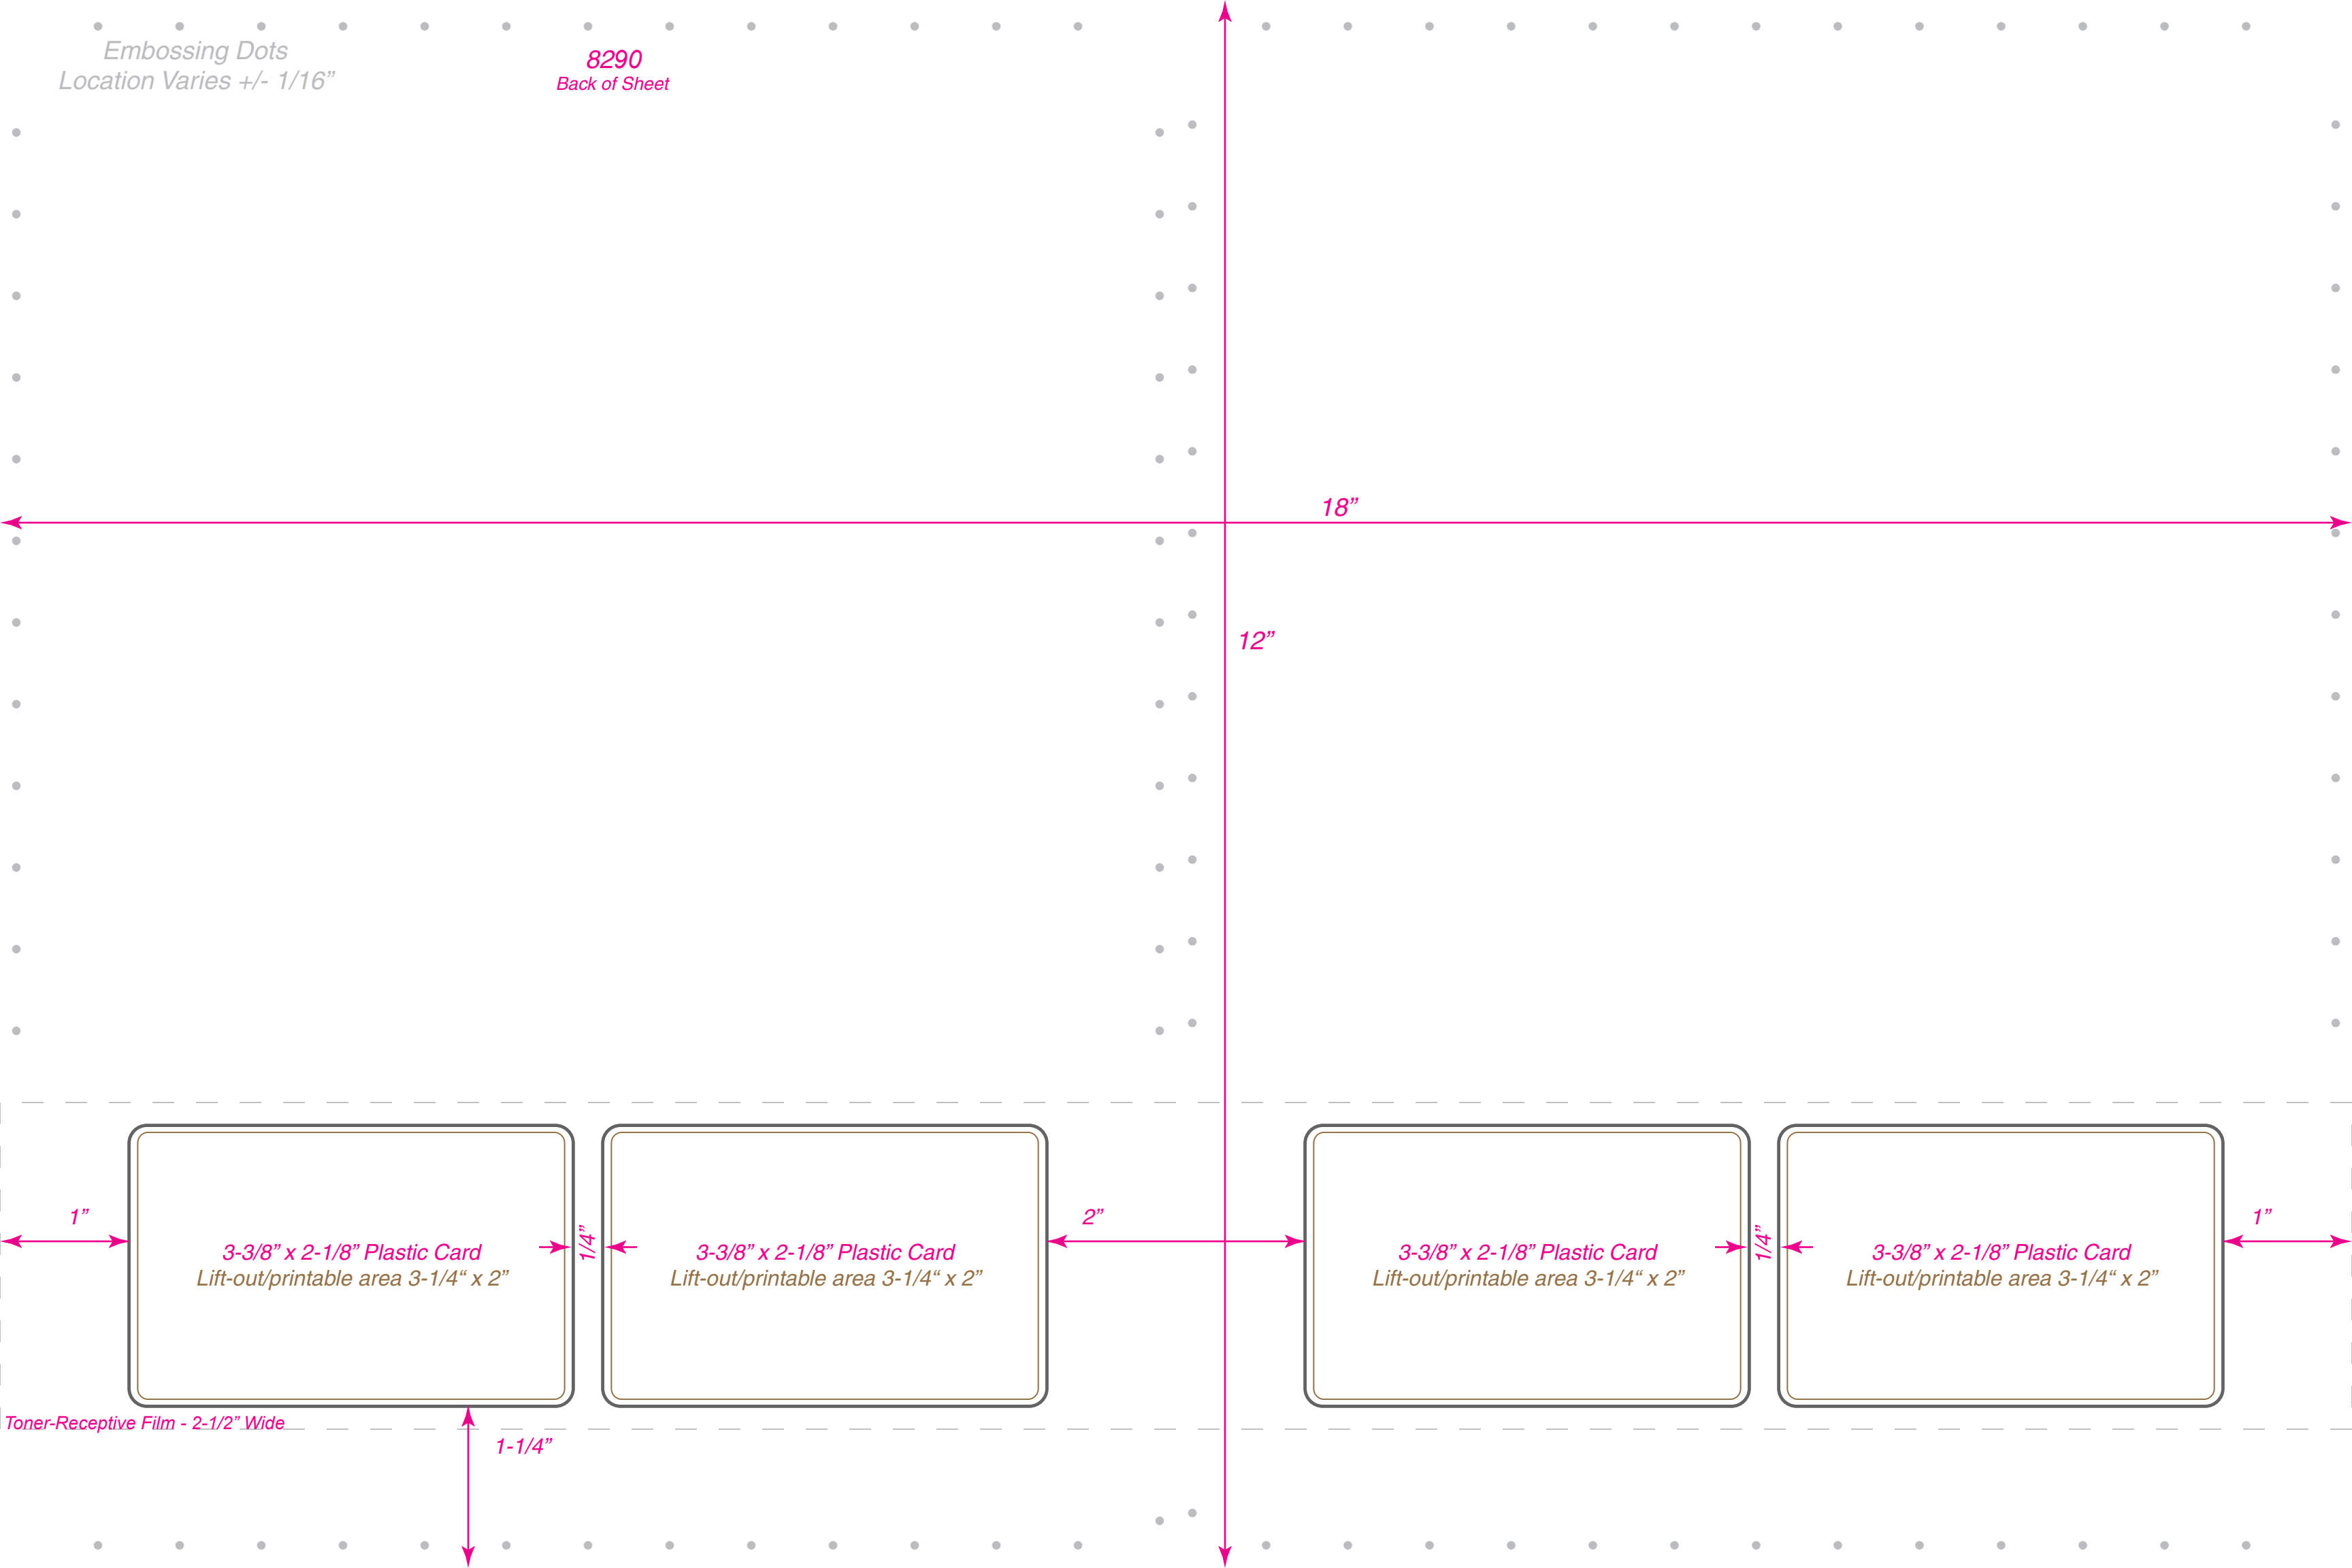 Embossing Dots
Location Varies +/- 1/16”
8290
Back of Sheet
18”
12”
1”
3-3/8” x 2-1/8” Plastic Card
Lift-out/printable area 3-1/4“ x 2”
1/4”
3-3/8” x 2-1/8” Plastic Card
Lift-out/printable area 3-1/4“ x 2”
2”
3-3/8” x 2-1/8” Plastic Card
Lift-out/printable area 3-1/4“ x 2”
1/4”
3-3/8” x 2-1/8” Plastic Card
Lift-out/printable area 3-1/4“ x 2”
1”
Toner-Receptive Film - 2-1/2” Wide
1-1/4”